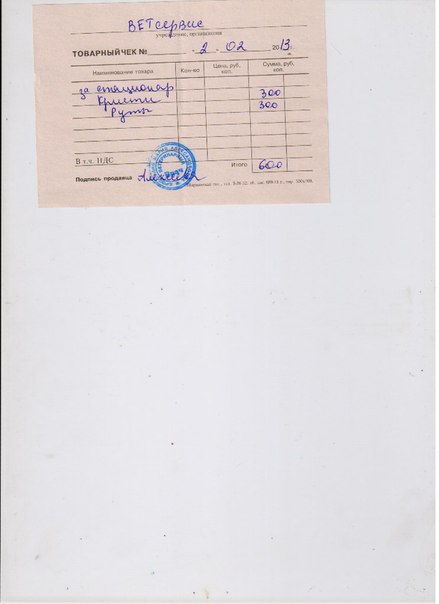 ВЕТсервис
учреждение, организация
ТОВАРНЫЙ ЧЕК № 2 . 02 2013 г.
Наименование товара Кол-во Цена, руб, коп. Сумма, руб, коп.
за стационар
Кристи 300
Руты 300
В т.ч. НДС Итого 600
Подпись продавца